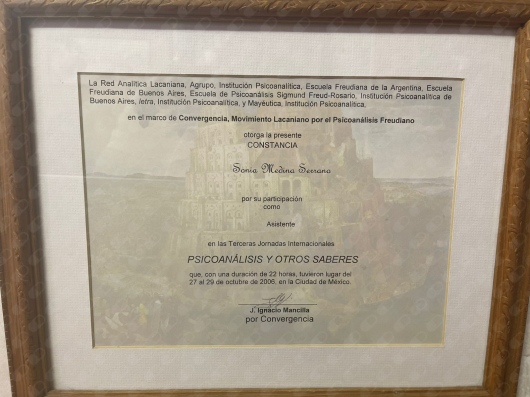 La Red Analítica Lacaniana, Agrupo, Institución Psicoanalítica, Escuela Freudiana de la Argentina, Escuela
Freudiana de Buenos Aires, Escuela de Psicoanálisis Sigmund Freud-Rosario, Institución Psicoanalítica de
Buenos Aires, letra, Institución Psicoanalítica, y Mayéutica, Institución Psicoanalítica,
en el marco de Convergencia, Movimiento Lacaniano por el Psicoanálisis Freudiano
otorga la presente
CONSTANCIA
Sonia Medina Serrano
por su participación
como
Asistente
en las Terceras Jornadas Internacionales
PSICOANÁLISIS Y OTROS SABERES
que, con una duración de 22 horas, tuvieron lugar del
27 al 29 de octubre de 2006, en la Ciudad de México.
J. Ignacio Mancilla
por Convergencia